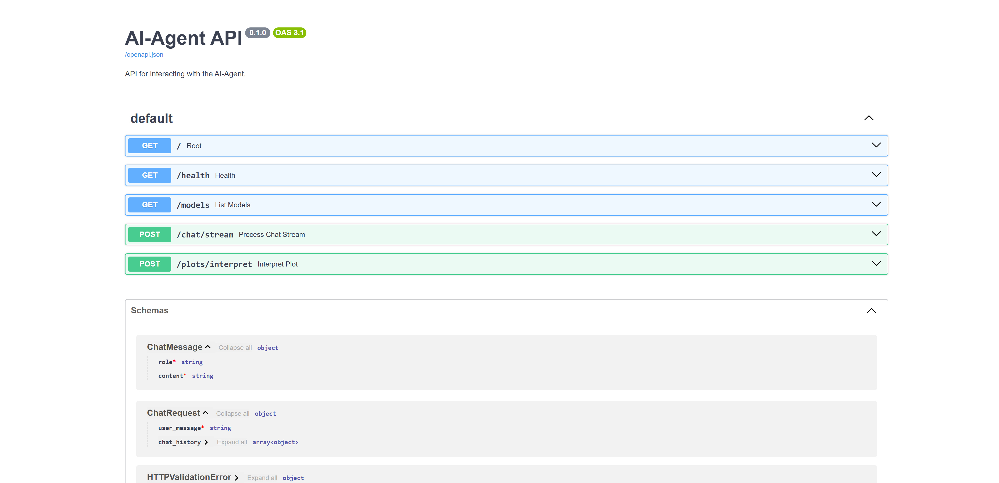 AI-Agent API 0.1.0 OAS 3.1
/openapi.json
API for interacting with the AI-Agent.
default
GET / Root
GET /health Health
GET /models List Models
POST /chat/stream Process Chat Stream
POST /plots/interpret Interpret Plot
Schemas
ChatMessage Collapse all object
role* string
content* string
ChatRequest Collapse all object
user_message* string
chat_history Expand all array<object>
HTTPValidationError Expand all object